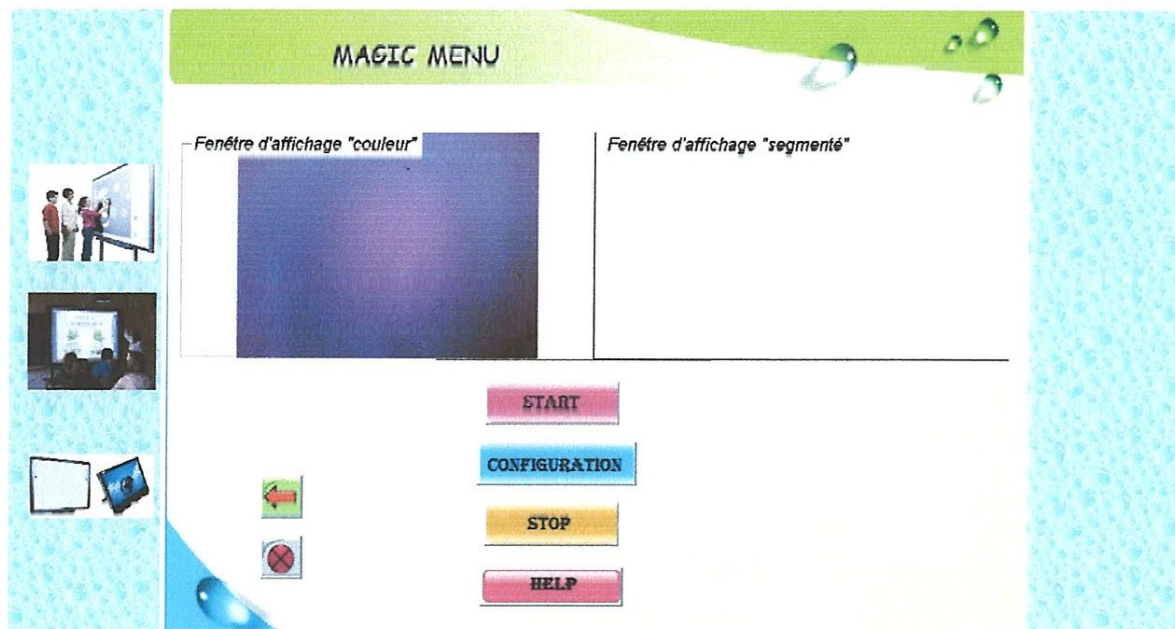 MAGIC MENU
Fenêtre d'affichage "couleur"
Fenêtre d'affichage "segmenté"
START
CONFIGURATION
STOP
HELP